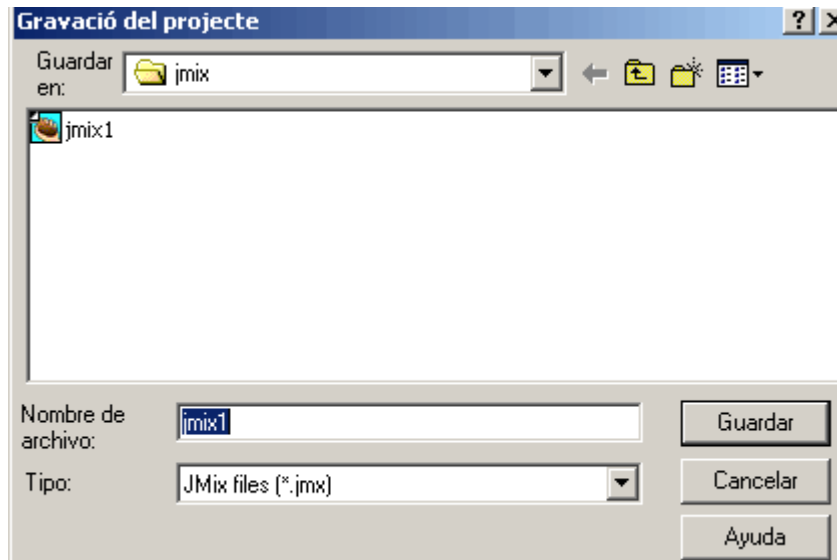 Gravació del projecte
Guardar
en:
jmix
jmix1
Nombre de
archivo:
jmix1
Guardar
Tipo:
JMix files (*.jmx)
Cancelar
Ayuda